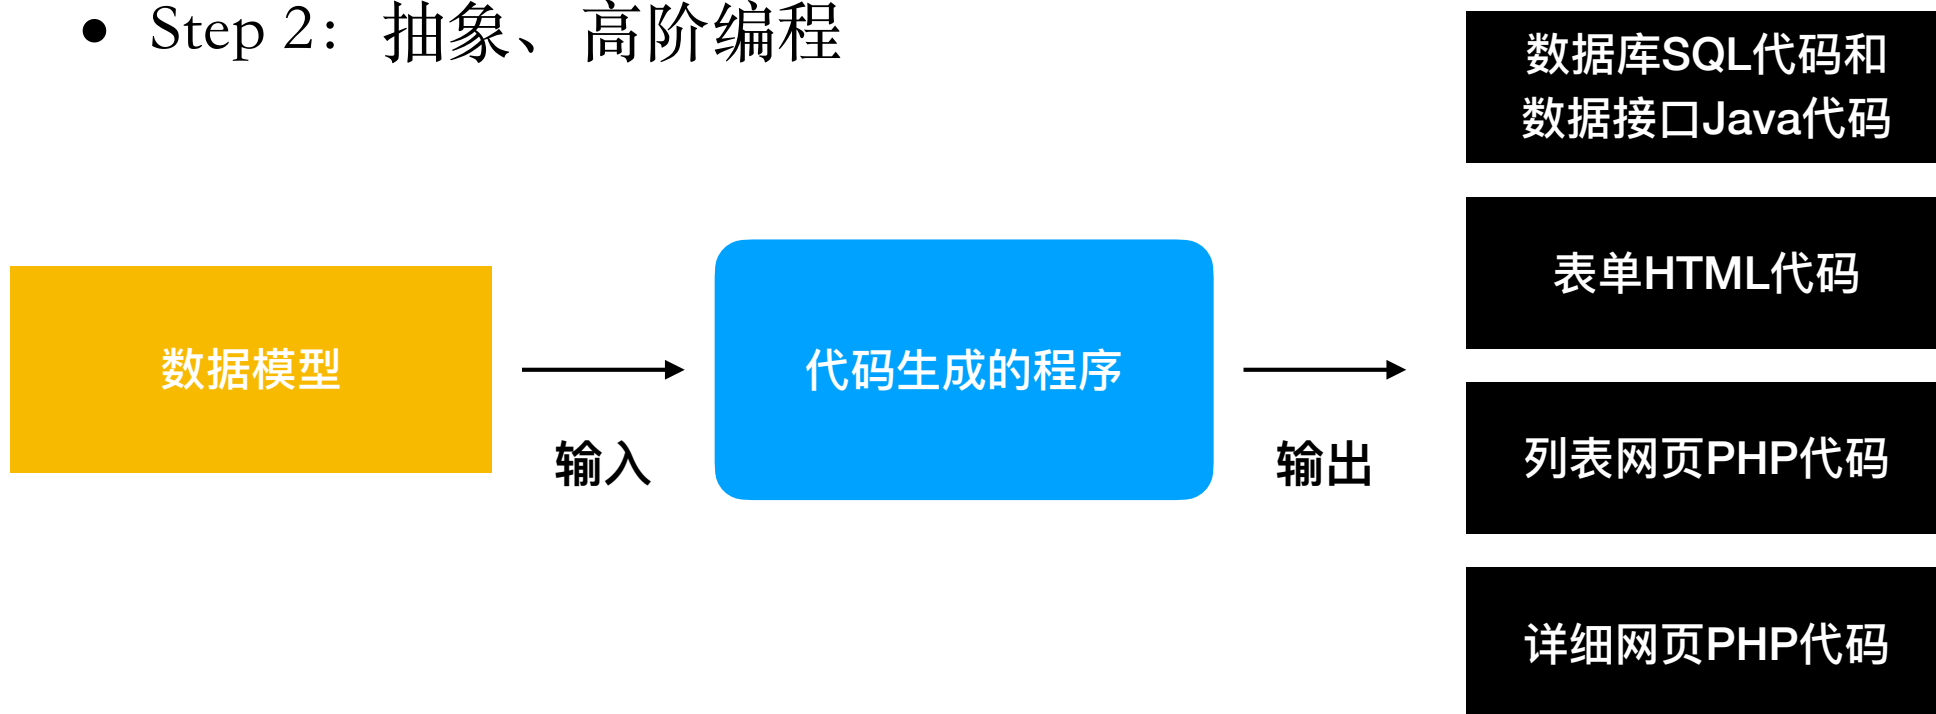 • Step 2：抽象、高阶编程
数据模型
输入
代码生成的程序
输出
数据库SQL代码和
数据接口Java代码
表单HTML代码
列表网页PHP代码
详细网页PHP代码